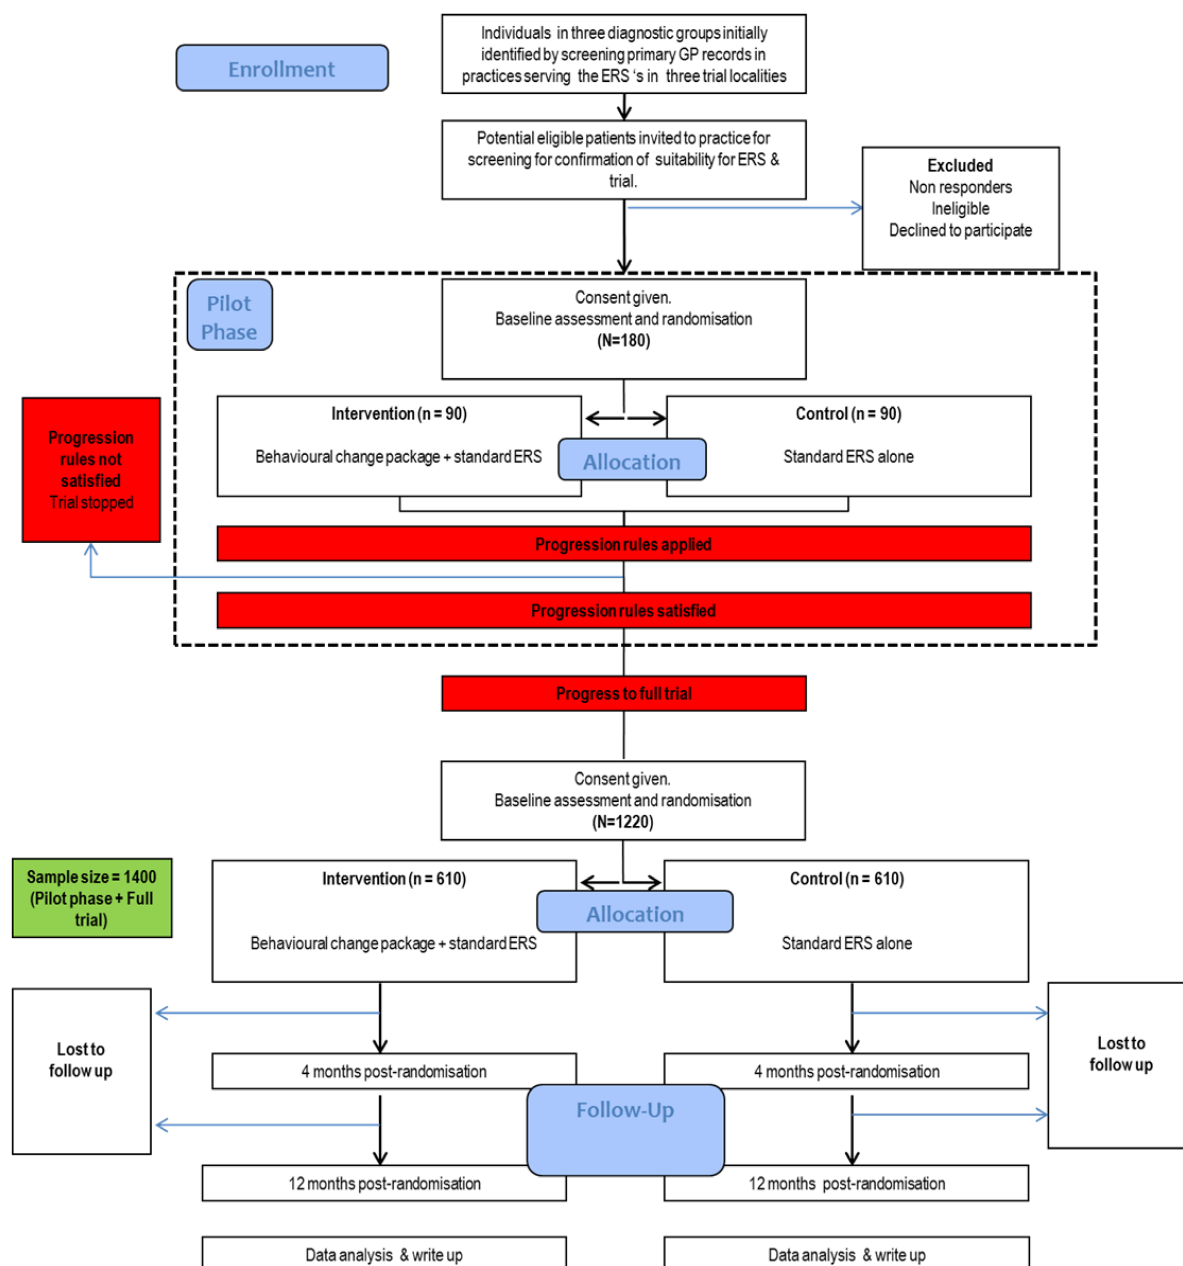 Enrollment
Individuals in three diagnostic groups initially
identified by screening primary GP records in
practices serving the ERS 's in three trial localities
Potential eligible patients invited to practice for
screening for confirmation of suitability for ERS &
trial.
Excluded
Non responders
Ineligible
Declined to participate
Pilot
Phase
Consent given.
Baseline assessment and randomisation
(N=180)
Intervention (n = 90)
Behavioural change package + standard ERS
Allocation
Control (n = 90)
Standard ERS alone
Progression
rules not
satisfied
Trial stopped
Progression rules applied
Progression rules satisfied
Progress to full trial
Consent given.
Baseline assessment and randomisation
(N=1220)
Sample size = 1400
(Pilot phase + Full
trial)
Intervention (n = 610)
Behavioural change package + standard ERS
Allocation
Control (n = 610)
Standard ERS alone
Lost to
follow up
Lost to
follow up
4 months post-randomisation
4 months post-randomisation
Follow-Up
12 months post-randomisation
12 months post-randomisation
Data analysis & write up
Data analysis & write up